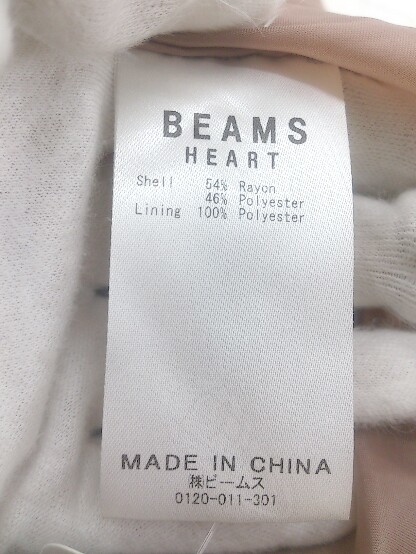 BEAMS
HEART
Shell 54% Rayon
46% Polyester
Lining 100% Polyester
MADE IN CHINA
㈱ビームス
0120-011-301